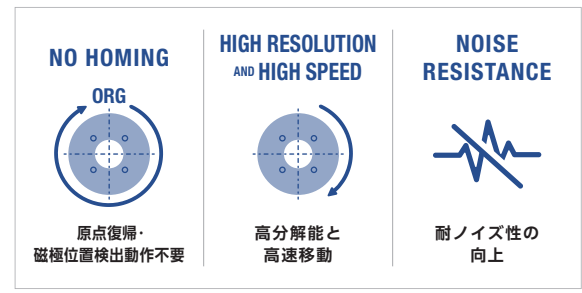 NO HOMING
ORG
原点復帰・
磁極位置検出動作不要
HIGH RESOLUTION
AND HIGH SPEED
高分解能と
高速移動
NOISE
RESISTANCE
耐ノイズ性の
向上